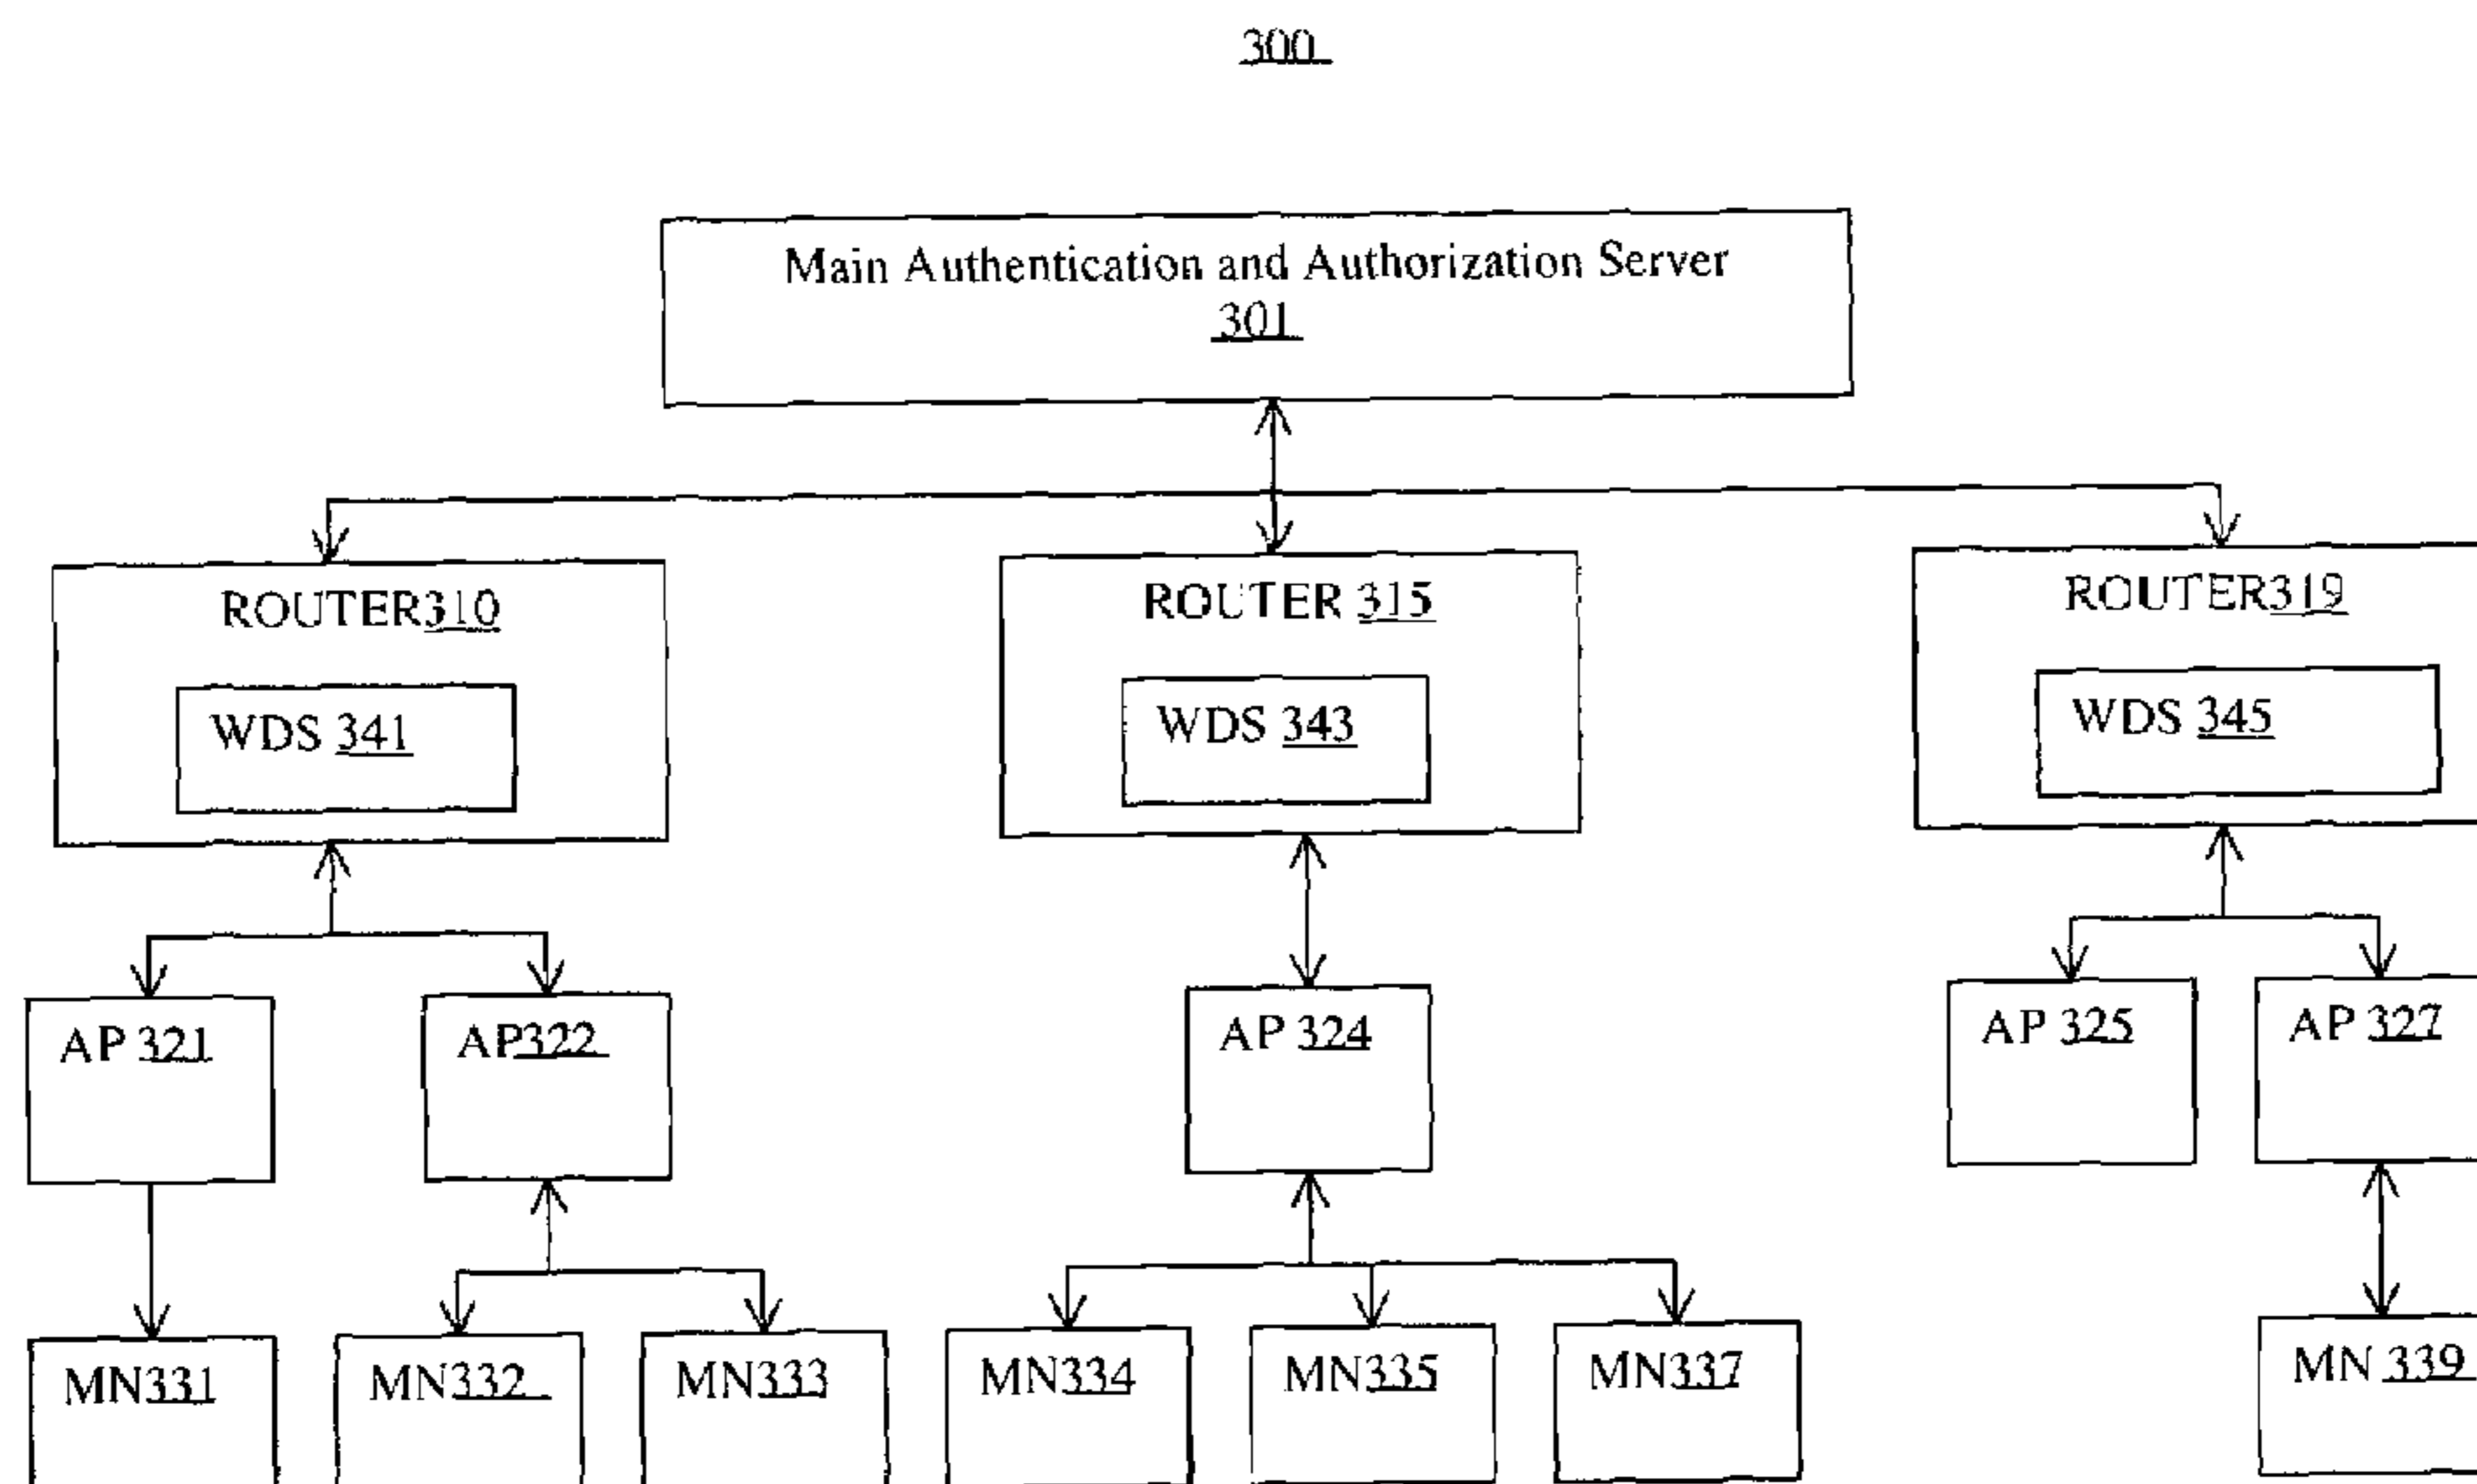 300
Main Authentication and Authorization Server
301
ROUTER310
ROUTER 315
ROUTER319
WDS 341
WDS 343
WDS 345
AP 321
AP322
AP 324
AP 325
AP 327
MN331
MN332
MN333
MN334
MN335
MN337
MN 339